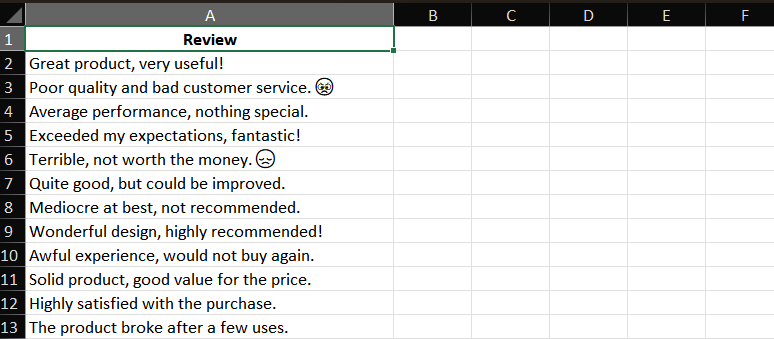 A B C D E F
1 Review
2 Great product, very useful!
3 Poor quality and bad customer service. 🥺
4 Average performance, nothing special.
5 Exceeded my expectations, fantastic!
6 Terrible, not worth the money. 😞
7 Quite good, but could be improved.
8 Mediocre at best, not recommended.
9 Wonderful design, highly recommended!
10 Awful experience, would not buy again.
11 Solid product, good value for the price.
12 Highly satisfied with the purchase.
13 The product broke after a few uses.